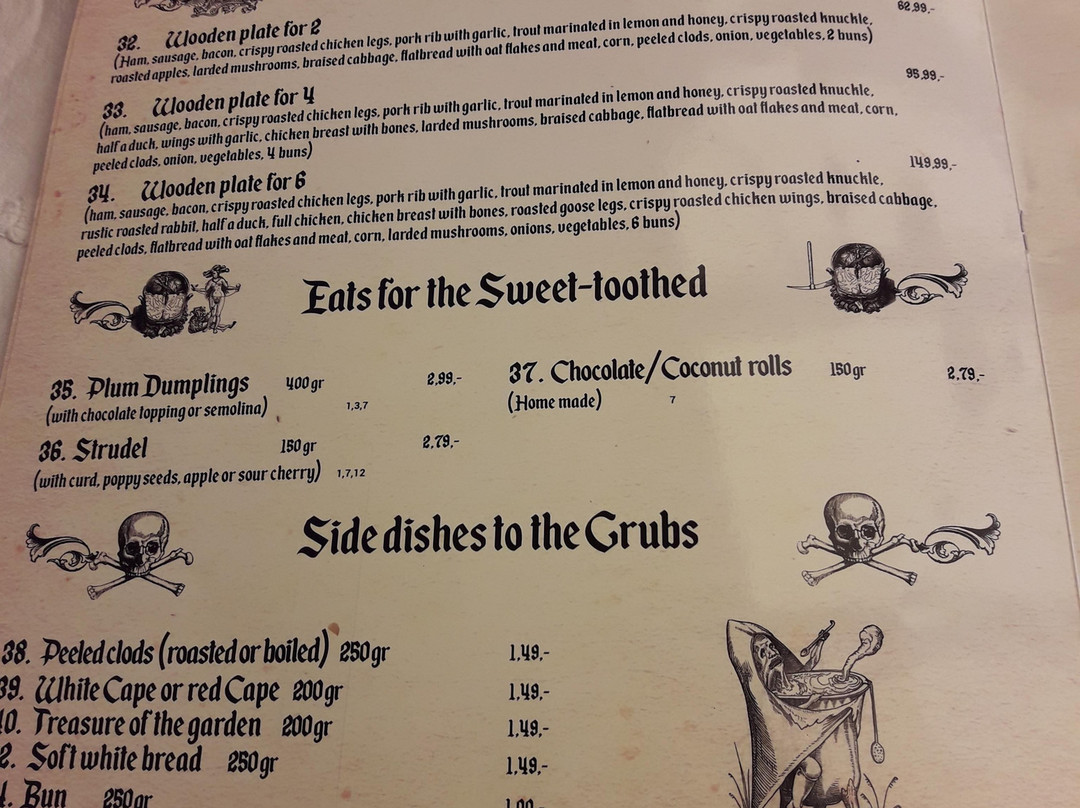 62,99,-
32. Wooden plate for 2
(Ham, sausage, bacon, crispy roasted chicken legs, pork rib with garlic, trout marinated in lemon and honey, crispy roasted knuckle,
roasted apples, larded mushrooms, braised cabbage, flatbread with oat flakes and meat, corn, peeled clods, onion, vegetables, 2 buns)
33. Wooden plate for 4 95,99,-
(ham, sausage, bacon, crispy roasted chicken legs, pork rib with garlic, trout marinated in lemon and honey, crispy roasted knuckle,
half a duck, wings with garlic, chicken breast with bones, larded mushrooms, braised cabbage, flatbread with oat flakes and meat, corn,
peeled clods, onion, vegetables, 4 buns)
34. Wooden plate for 6 149,99,-
(ham, sausage, bacon, crispy roasted chicken legs, pork rib with garlic, trout marinated in lemon and honey, crispy roasted knuckle,
rustic roasted rabbit, half a duck, full chicken, chicken breast with bones, roasted goose legs, crispy roasted chicken wings, braised cabbage,
peeled clods, flatbread with oat flakes and meat, corn, larded mushrooms, onions, vegetables, 6 buns)
Eats for the Sweet-toothed
35. Plum Dumplings 400gr 2,99,-
(with chocolate topping or semolina) 1,3,7
36. Strudel 150gr 2,79,-
(with curd, poppy seeds, apple or sour cherry) 1,7,12
37. Chocolate/Coconut rolls 150gr 2,79,-
(Home made) 7
Side dishes to the Grubs
38. Peeled clods (roasted or boiled) 250gr 1,49,-
39. White Cape or red Cape 200gr 1,49,-
0. Treasure of the garden 200gr 1,49,-
2. Soft white bread 250gr 1,49,-
Bun 250gr